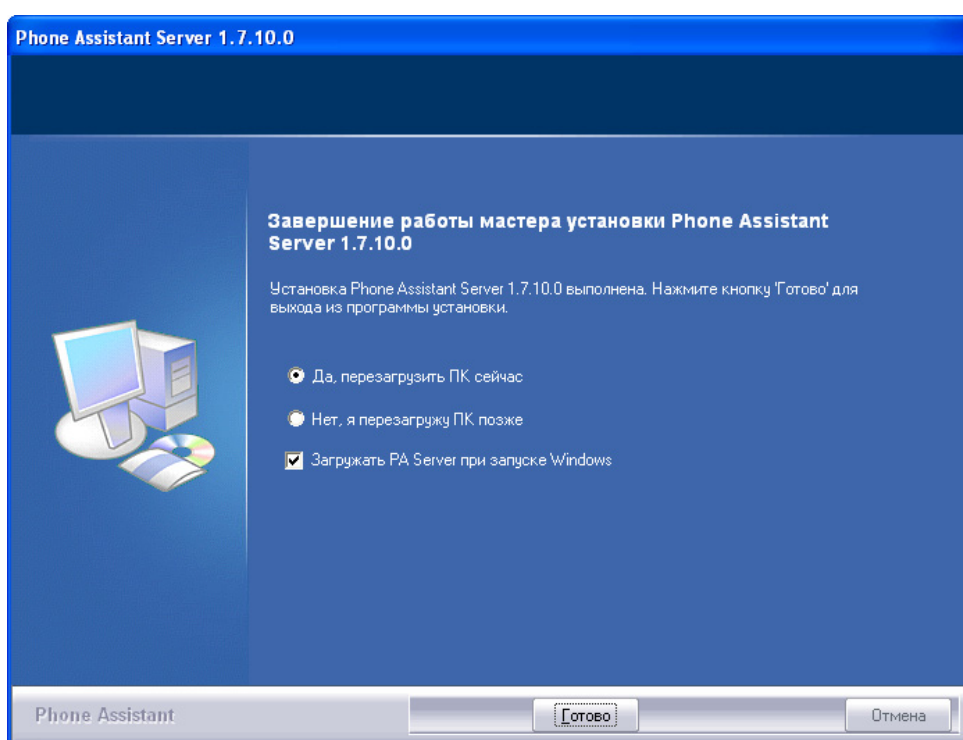 Phone Assistant Server 1.7.10.0
Завершение работы мастера установки Phone Assistant
Server 1.7.10.0
Установка Phone Assistant Server 1.7.10.0 выполнена. Нажмите кнопку 'Готово' для
выхода из программы установки.
Да, перезагрузить ПК сейчас
Нет, я перезагружу ПК позже
Загружать PA Server при запуске Windows
Phone Assistant
Готово
Отмена